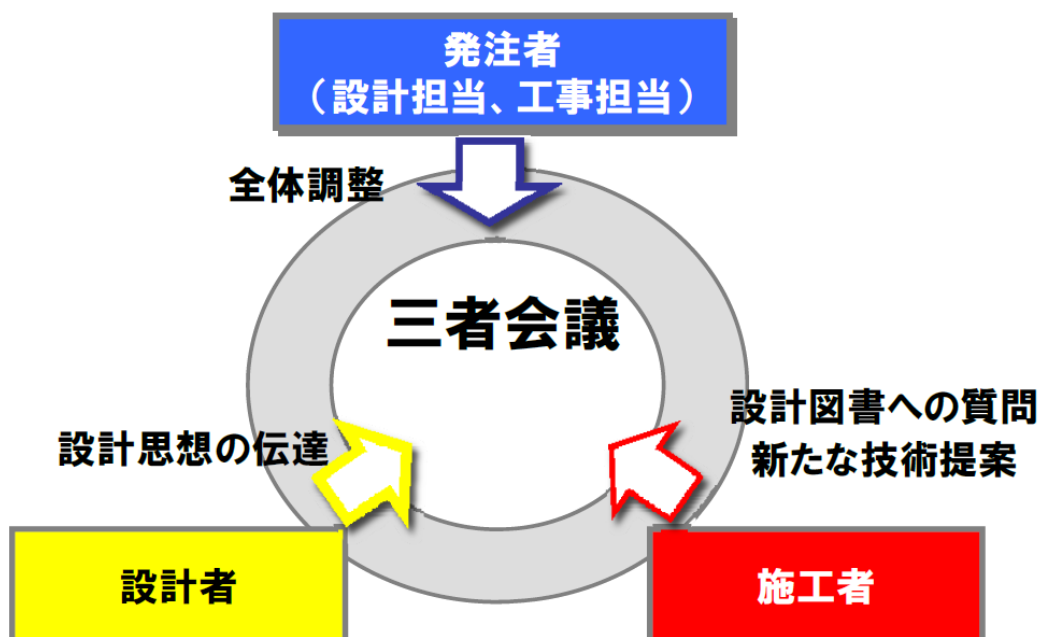 発注者
（設計担当、工事担当）
全体調整
三者会議
設計図書への質問
新たな技術提案
設計思想の伝達
設計者
施工者